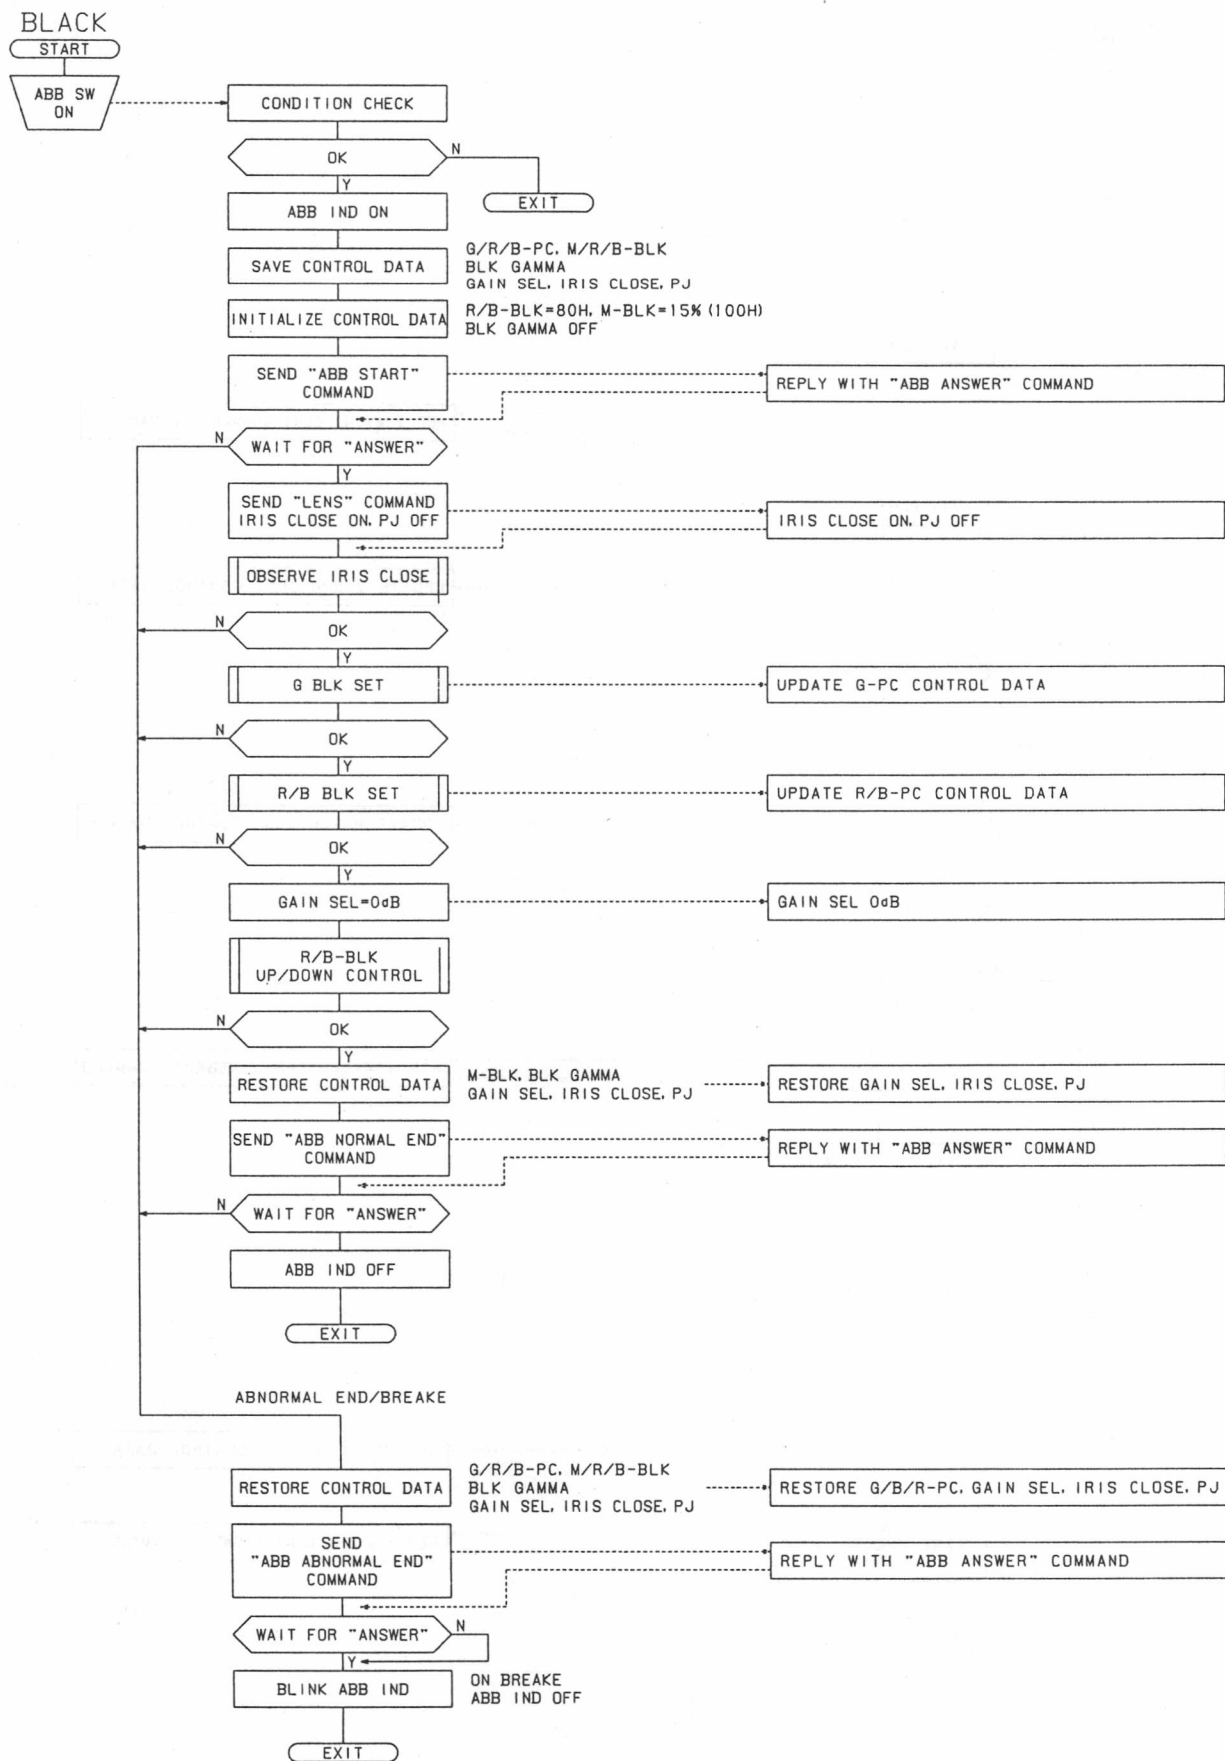 BLACK
START
ABB SW
ON
CONDITION CHECK
OK
N
Y
EXIT
ABB IND ON
SAVE CONTROL DATA
G/R/B-PC, M/R/B-BLK
BLK GAMMA
GAIN SEL, IRIS CLOSE, PJ
INITIALIZE CONTROL DATA
R/B-BLK=80H, M-BLK=15% (100H)
BLK GAMMA OFF
SEND "ABB START"
COMMAND
REPLY WITH "ABB ANSWER" COMMAND
N
WAIT FOR "ANSWER"
Y
SEND "LENS" COMMAND
IRIS CLOSE ON, PJ OFF
IRIS CLOSE ON, PJ OFF
OBSERVE IRIS CLOSE
N
OK
Y
G BLK SET
UPDATE G-PC CONTROL DATA
N
OK
Y
R/B BLK SET
UPDATE R/B-PC CONTROL DATA
N
OK
Y
GAIN SEL=0dB
GAIN SEL 0dB
R/B-BLK
UP/DOWN CONTROL
N
OK
Y
RESTORE CONTROL DATA
M-BLK, BLK GAMMA
GAIN SEL, IRIS CLOSE, PJ
RESTORE GAIN SEL, IRIS CLOSE, PJ
SEND "ABB NORMAL END"
COMMAND
REPLY WITH "ABB ANSWER" COMMAND
N
WAIT FOR "ANSWER"
ABB IND OFF
EXIT
ABNORMAL END/BREAKE
RESTORE CONTROL DATA
G/R/B-PC, M/R/B-BLK
BLK GAMMA
GAIN SEL, IRIS CLOSE, PJ
RESTORE G/B/R-PC, GAIN SEL, IRIS CLOSE, PJ
SEND
"ABB ABNORMAL END"
COMMAND
REPLY WITH "ABB ANSWER" COMMAND
WAIT FOR "ANSWER"
N
Y
BLINK ABB IND
ON BREAKE
ABB IND OFF
EXIT